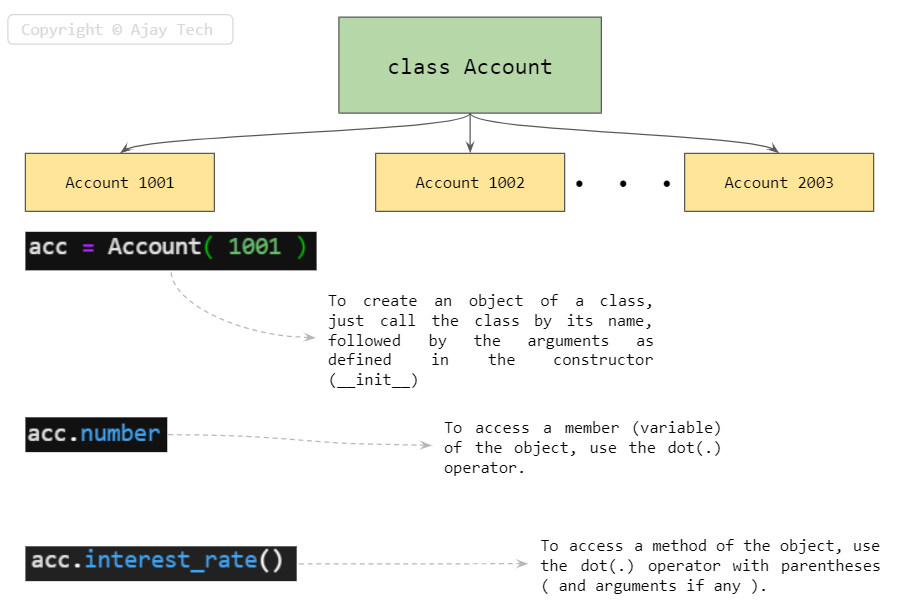 Copyright © Ajay Tech
class Account
Account 1001
Account 1002
• • •
Account 2003
acc = Account( 1001 )
To create an object of a class,
just call the class by its name,
followed by the arguments as
defined in the constructor
(__init__)
acc.number
To access a member (variable)
of the object, use the dot(.)
operator.
acc.interest_rate()
To access a method of the object, use
the dot(.) operator with parentheses
( and arguments if any ).